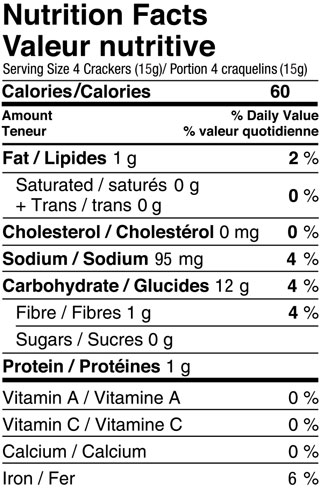 Nutrition Facts
Valeur nutritive
Serving Size 4 Crackers (15g)/ Portion 4 craquelins (15g)
Calories/Calories 60
Amount % Daily Value
Teneur % valeur quotidienne
Fat / Lipides 1 g 2 %
Saturated / saturés 0 g
+ Trans / trans 0 g 0 %
Cholesterol / Cholestérol 0 mg 0 %
Sodium / Sodium 95 mg 4 %
Carbohydrate / Glucides 12 g 4 %
Fibre / Fibres 1 g 4 %
Sugars / Sucres 0 g
Protein / Protéines 1 g
Vitamin A / Vitamine A 0 %
Vitamin C / Vitamine C 0 %
Calcium / Calcium 0 %
Iron / Fer 6 %